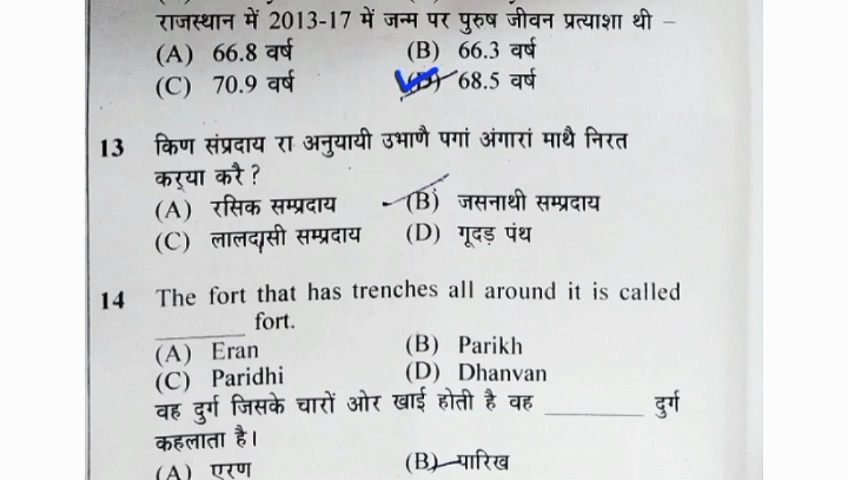 राजस्थान में 2013-17 में जन्म पर पुरुष जीवन प्रत्याशा थी –
(A) 66.8 वर्ष (B) 66.3 वर्ष
(C) 70.9 वर्ष (D) 68.5 वर्ष
13 किण संप्रदाय रा अनुयायी उभाणै पगां अंगारां माथै निरत
कर्‌या करै ?
(A) रसिक सम्प्रदाय (B) जसनाथी सम्प्रदाय
(C) लालदासी सम्प्रदाय (D) गूदड़ पंथ
14 The fort that has trenches all around it is called
________ fort.
(A) Eran (B) Parikh
(C) Paridhi (D) Dhanvan
वह दुर्ग जिसके चारों ओर खाई होती है वह ________ दुर्ग
कहलाता है।
(A) एरण (B) पारिख